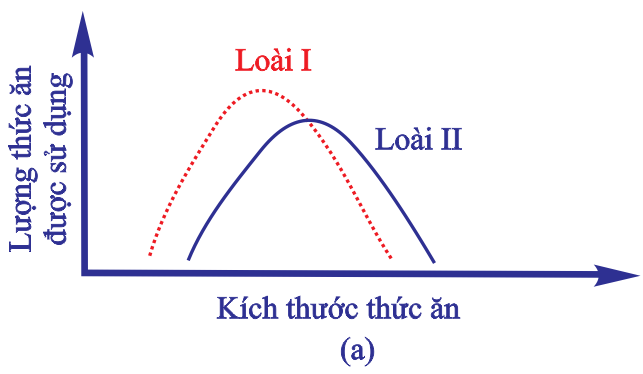 Loài I
Loài II
Lượng thức ăn
được sử dụng
Kích thước thức ăn
(a)